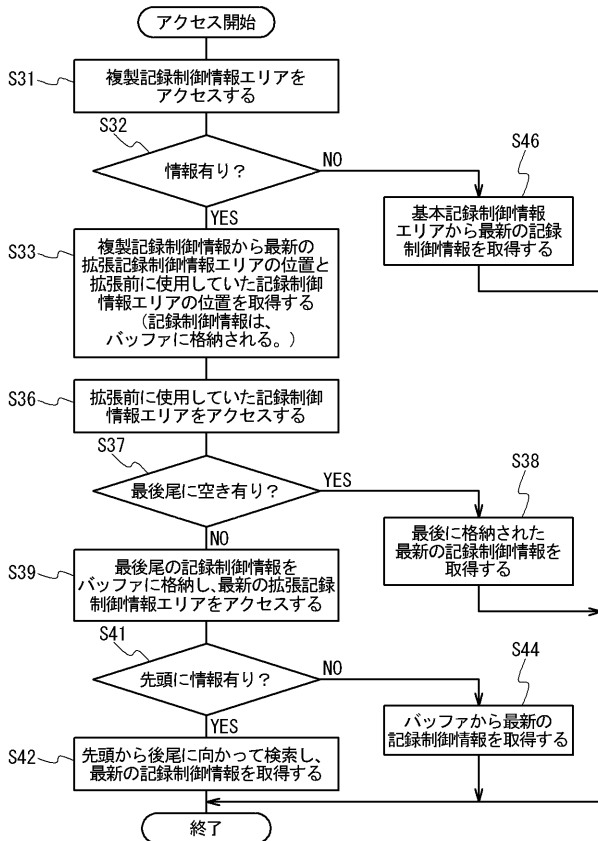 アクセス開始
S31
複製記録制御情報エリアを
アクセスする
S32
情報有り？
NO
YES
S46
基本記録制御情報
エリアから最新の記録
制御情報を取得する
S33
複製記録制御情報から最新の
拡張記録制御情報エリアの位置と
拡張前に使用していた記録制御
情報エリアの位置を取得する
（記録制御情報は、
バッファに格納される。）
S36
拡張前に使用していた記録制御
情報エリアをアクセスする
S37
最後尾に空き有り？
YES
NO
S38
最後に格納された
最新の記録制御情報を
取得する
S39
最後尾の記録制御情報を
バッファに格納し、最新の拡張記録
制御情報エリアをアクセスする
S41
先頭に情報有り？
NO
YES
S44
バッファから最新の
記録制御情報を取得する
S42
先頭から後尾に向かって検索し、
最新の記録制御情報を取得する
終了